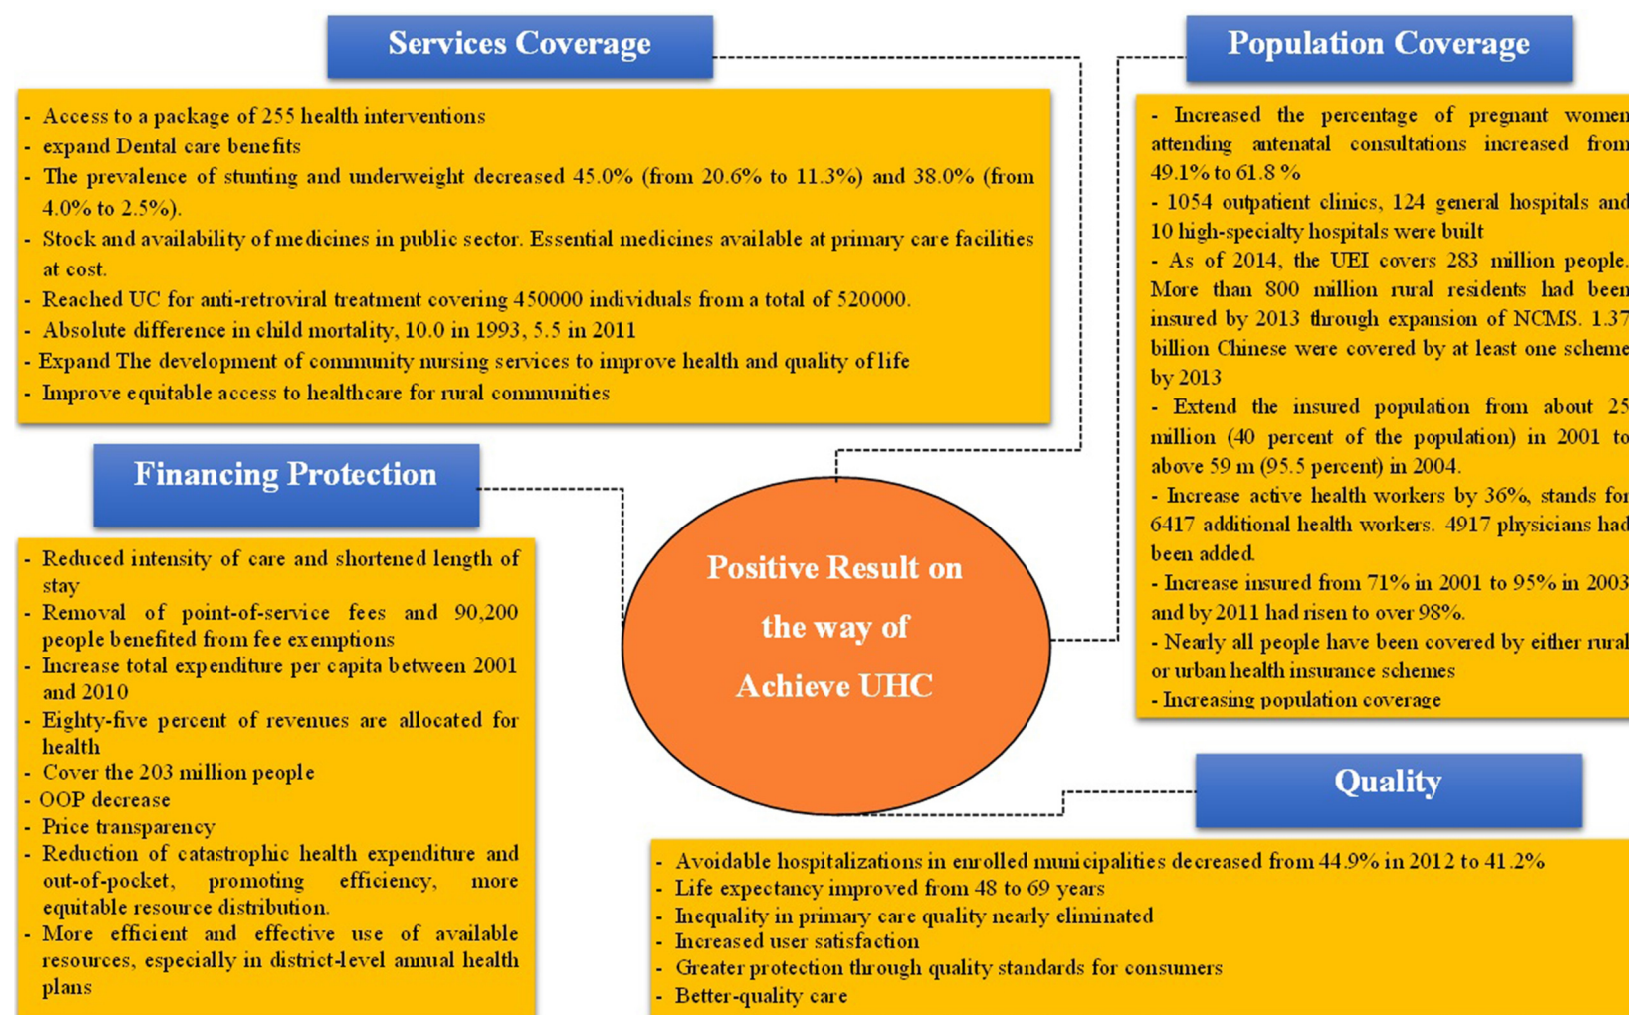 Services Coverage
- Access to a package of 255 health interventions
- expand Dental care benefits
- The prevalence of stunting and underweight decreased 45.0% (from 20.6% to 11.3%) and 38.0% (from
4.0% to 2.5%).
- Stock and availability of medicines in public sector. Essential medicines available at primary care facilities
at cost.
- Reached UC for anti-retroviral treatment covering 450000 individuals from a total of 520000.
- Absolute difference in child mortality, 10.0 in 1993, 5.5 in 2011
- Expand The development of community nursing services to improve health and quality of life
- Improve equitable access to healthcare for rural communities
Population Coverage
- Increased the percentage of pregnant women
attending antenatal consultations increased from
49.1% to 61.8 %
- 1054 outpatient clinics, 124 general hospitals and
10 high-specialty hospitals were built
- As of 2014, the UEI covers 283 million people.
More than 800 million rural residents had been
insured by 2013 through expansion of NCMS. 1.37
billion Chinese were covered by at least one scheme
by 2013
- Extend the insured population from about 25
million (40 percent of the population) in 2001 to
above 59 m (95.5 percent) in 2004.
- Increase active health workers by 36%, stands for
6417 additional health workers. 4917 physicians had
been added.
- Increase insured from 71% in 2001 to 95% in 2003
and by 2011 had risen to over 98%.
- Nearly all people have been covered by either rural
or urban health insurance schemes
- Increasing population coverage
Financing Protection
- Reduced intensity of care and shortened length of
stay
- Removal of point-of-service fees and 90,200
people benefited from fee exemptions
- Increase total expenditure per capita between 2001
and 2010
- Eighty-five percent of revenues are allocated for
health
- Cover the 203 million people
- OOP decrease
- Price transparency
- Reduction of catastrophic health expenditure and
out-of-pocket, promoting efficiency, more
equitable resource distribution.
- More efficient and effective use of available
resources, especially in district-level annual health
plans
Positive Result on
the way of
Achieve UHC
Quality
- Avoidable hospitalizations in enrolled municipalities decreased from 44.9% in 2012 to 41.2%
- Life expectancy improved from 48 to 69 years
- Inequality in primary care quality nearly eliminated
- Increased user satisfaction
- Greater protection through quality standards for consumers
- Better-quality care